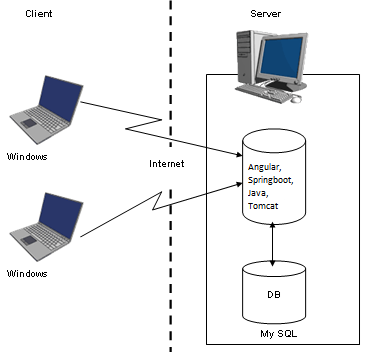 Client
Server
Windows
Internet
Angular,
Springboot,
Java,
Tomcat
Windows
DB
My SQL